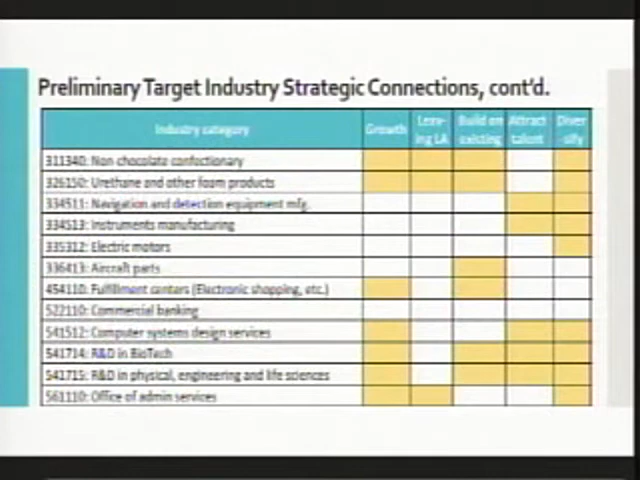 Preliminary Target Industry Strategic Connections, cont'd.
Industry category Growth Leav-ing LA Build on existing Attract talent Diver-sify
311340: Non chocolate confectionary
326150: Urethane and other foam products
334511: Navigation and detection equipment mfg.
334513: Instruments manufacturing
335312: Electric motors
336413: Aircraft parts
454110: Fulfillment centers (Electronic shopping, etc.)
522110: Commercial banking
541512: Computer systems design services
541714: R&D in BioTech
541715: R&D in physical, engineering and life sciences
561110: Office of admin services